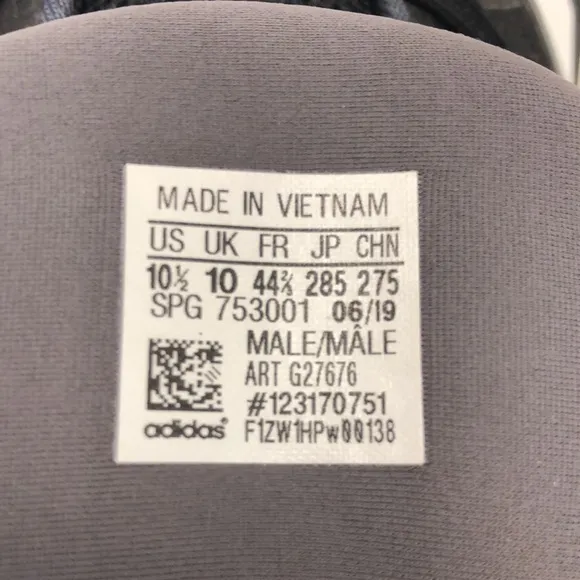 MADE IN VIETNAM
US UK FR JP CHN
10½ 10 44⅔ 285 275
SPG 753001 06/19
MALE/MÂLE
ART G27676
#123170751
adidas® F1ZW1HPw00138